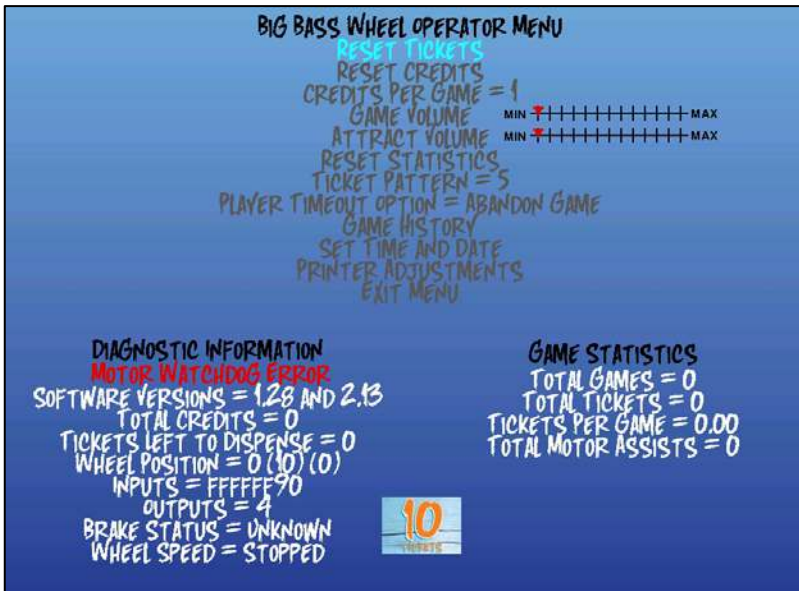 BIG BASS WHEEL OPERATOR MENU
RESET TICKETS
RESET CREDITS
CREDITS PER GAME = 1
GAME VOLUME MIN MAX
ATTRACT VOLUME MIN MAX
RESET STATISTICS
TICKET PATTERN = 5
PLAYER TIMEOUT OPTION = ABANDON GAME
GAME HISTORY
SET TIME AND DATE
PRINTER ADJUSTMENTS
EXIT MENU
DIAGNOSTIC INFORMATION
MOTOR WATCHDOG ERROR
SOFTWARE VERSIONS = 1.28 AND 2.13
TOTAL CREDITS = 0
TICKETS LEFT TO DISPENSE = 0
WHEEL POSITION = 0 (10) (0)
INPUTS = FFFFFF90
OUTPUTS = 4
BRAKE STATUS = UNKNOWN
WHEEL SPEED = STOPPED
GAME STATISTICS
TOTAL GAMES = 0
TOTAL TICKETS = 0
TICKETS PER GAME = 0.00
TOTAL MOTOR ASSISTS = 0
10
TICKETS